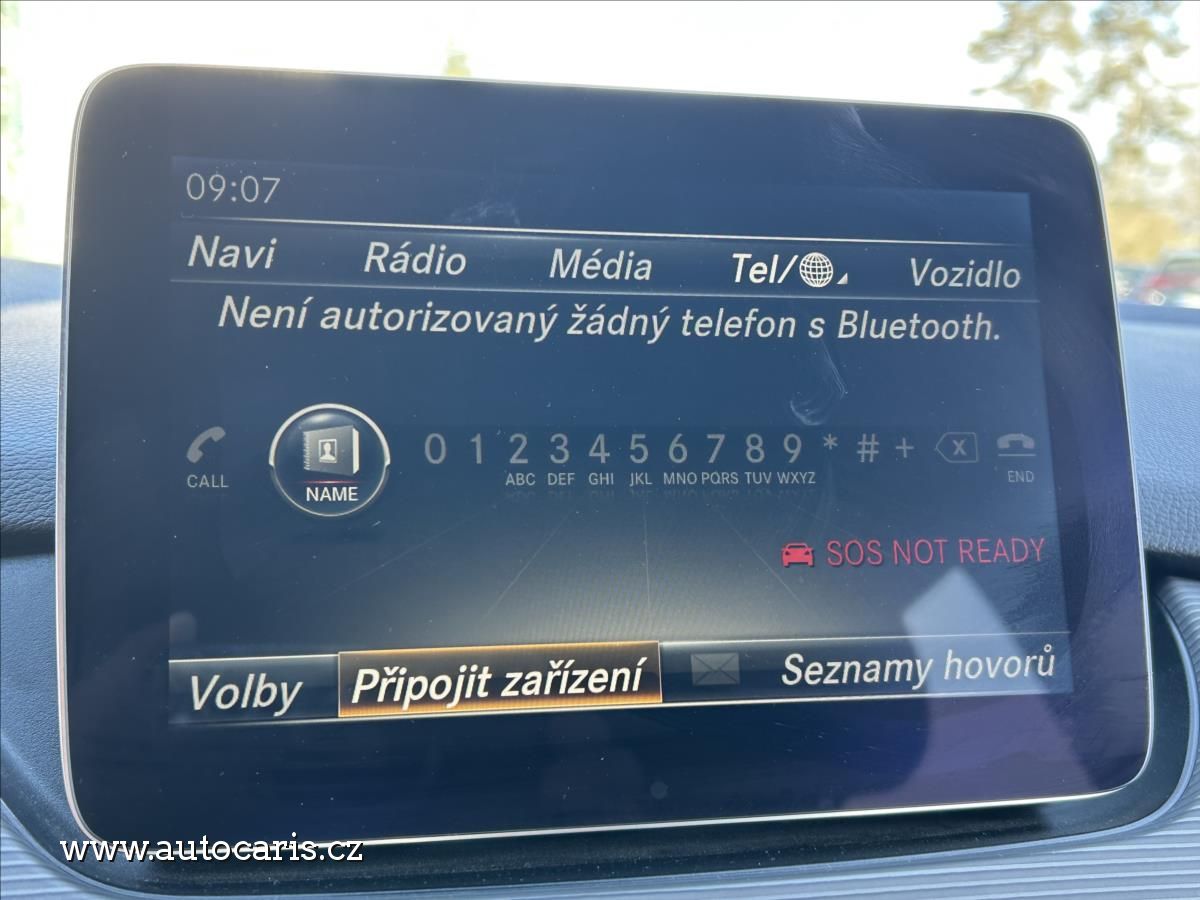 09:07
Navi Rádio Média Tel/ Vozidlo
Není autorizovaný žádný telefon s Bluetooth.
CALL NAME 0 1 2 3 4 5 6 7 8 9 * # + x END
ABC DEF GHI JKL MNO PQRS TUV WXYZ
SOS NOT READY
Volby Připojit zařízení Seznamy hovorů
www.autocaris.cz